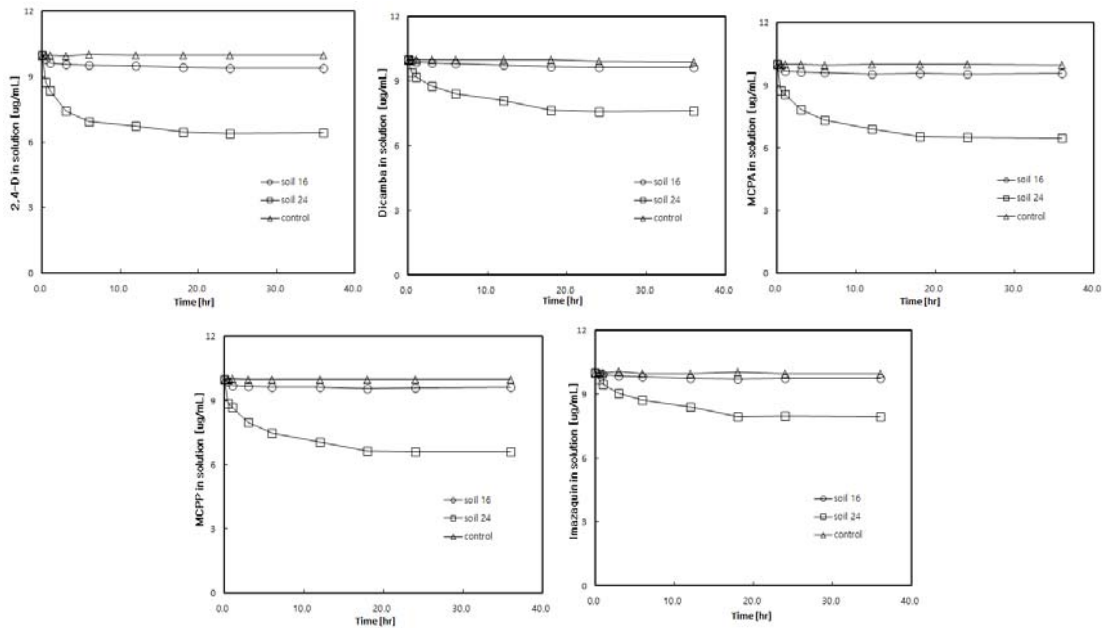 12
9
6
3
0
2,4-D in solution [ug/mL]
soil 16
soil 24
control
0.0 10.0 20.0 30.0 40.0
Time [hr]
12
9
6
3
0
Dicamba in solution [ug/mL]
soil 16
soil 24
control
0.0 10.0 20.0 30.0 40.0
Time [hr]
12
9
6
3
0
MCPA in solution [ug/mL]
soil 16
soil 24
control
0.0 10.0 20.0 30.0 40.0
Time [hr]
12
9
6
3
0
MCPP in solution [ug/mL]
soil 16
soil 24
control
0.0 10.0 20.0 30.0 40.0
Time [hr]
12
9
6
3
0
Imazaquin in solution [ug/mL]
soil 16
soil 24
control
0.0 10.0 20.0 30.0 40.0
Time [hr]